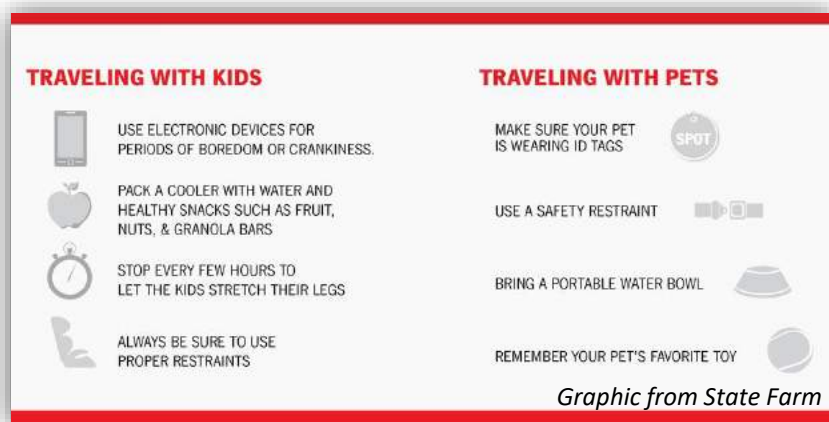 TRAVELING WITH KIDS
USE ELECTRONIC DEVICES FOR
PERIODS OF BOREDOM OR CRANKINESS.
PACK A COOLER WITH WATER AND
HEALTHY SNACKS SUCH AS FRUIT,
NUTS, & GRANOLA BARS
STOP EVERY FEW HOURS TO
LET THE KIDS STRETCH THEIR LEGS
ALWAYS BE SURE TO USE
PROPER RESTRAINTS
TRAVELING WITH PETS
MAKE SURE YOUR PET
IS WEARING ID TAGS
SPOT
USE A SAFETY RESTRAINT
BRING A PORTABLE WATER BOWL
REMEMBER YOUR PET'S FAVORITE TOY
Graphic from State Farm